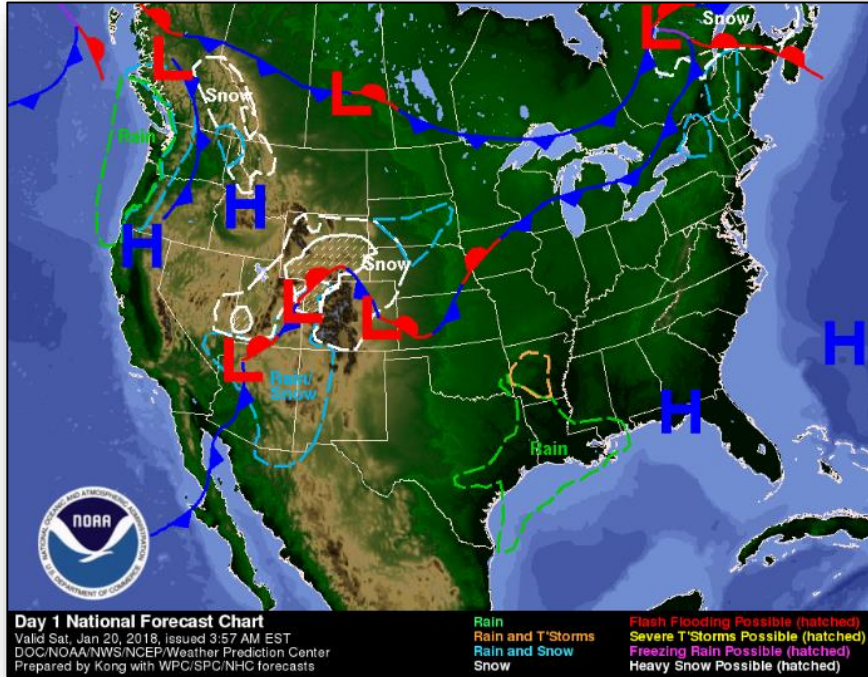 Snow
L
L
L
Snow
Rain
H
H
Snow
L
L
L
Rain/
Snow
H
H
Rain
NATIONAL OCEANIC AND ATMOSPHERIC ADMINISTRATION
NOAA
U.S. DEPARTMENT OF COMMERCE
Day 1 National Forecast Chart
Valid Sat, Jan 20, 2018, issued 3:57 AM EST
DOC/NOAA/NWS/NCEP/Weather Prediction Center
Prepared by Kong with WPC/SPC/NHC forecasts
Rain
Rain and T'Storms
Rain and Snow
Snow
Flash Flooding Possible (hatched)
Severe T'Storms Possible (hatched)
Freezing Rain Possible (hatched)
Heavy Snow Possible (hatched)